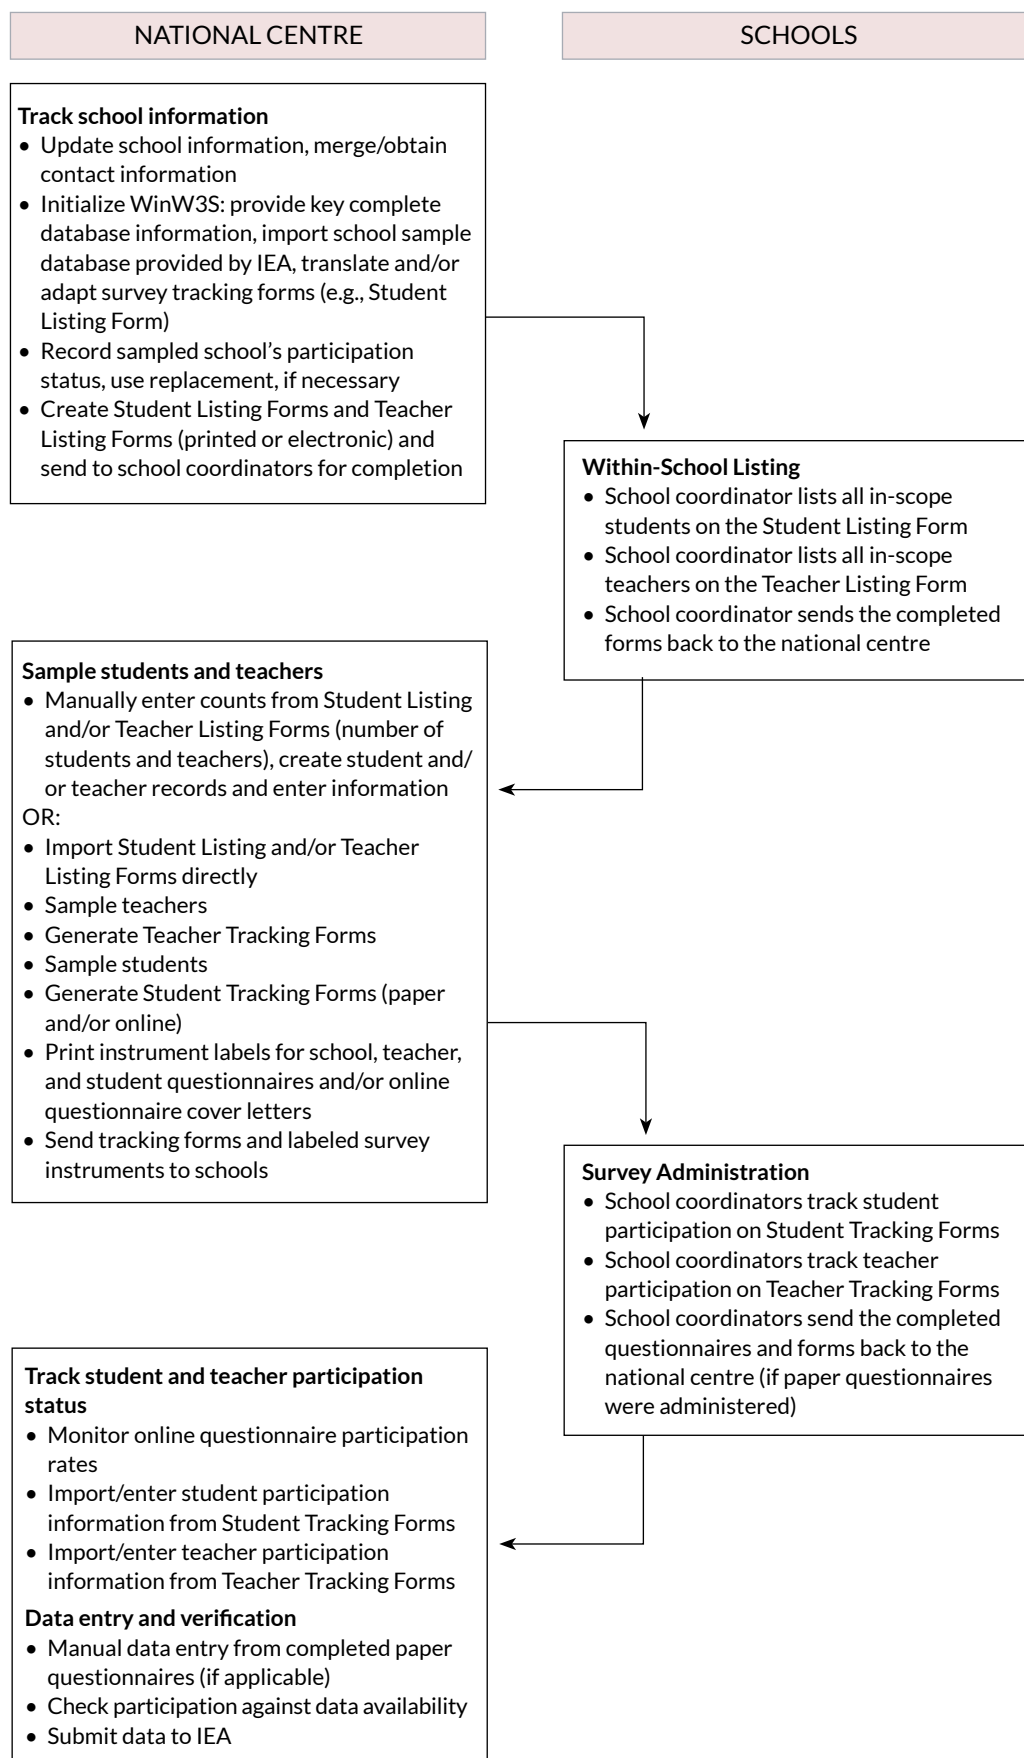 NATIONAL CENTRE
SCHOOLS
Track school information
• Update school information, merge/obtain
contact information
• Initialize WinW3S: provide key complete
database information, import school sample
database provided by IEA, translate and/or
adapt survey tracking forms (e.g., Student
Listing Form)
• Record sampled school’s participation
status, use replacement, if necessary
• Create Student Listing Forms and Teacher
Listing Forms (printed or electronic) and
send to school coordinators for completion
Within-School Listing
• School coordinator lists all in-scope
students on the Student Listing Form
• School coordinator lists all in-scope
teachers on the Teacher Listing Form
• School coordinator sends the completed
forms back to the national centre
Sample students and teachers
• Manually enter counts from Student Listing
and/or Teacher Listing Forms (number of
students and teachers), create student and/
or teacher records and enter information
OR:
• Import Student Listing and/or Teacher
Listing Forms directly
• Sample teachers
• Generate Teacher Tracking Forms
• Sample students
• Generate Student Tracking Forms (paper
and/or online)
• Print instrument labels for school, teacher,
and student questionnaires and/or online
questionnaire cover letters
• Send tracking forms and labeled survey
instruments to schools
Survey Administration
• School coordinators track student
participation on Student Tracking Forms
• School coordinators track teacher
participation on Teacher Tracking Forms
• School coordinators send the completed
questionnaires and forms back to the
national centre (if paper questionnaires
were administered)
Track student and teacher participation
status
• Monitor online questionnaire participation
rates
• Import/enter student participation
information from Student Tracking Forms
• Import/enter teacher participation
information from Teacher Tracking Forms
Data entry and verification
• Manual data entry from completed paper
questionnaires (if applicable)
• Check participation against data availability
• Submit data to IEA